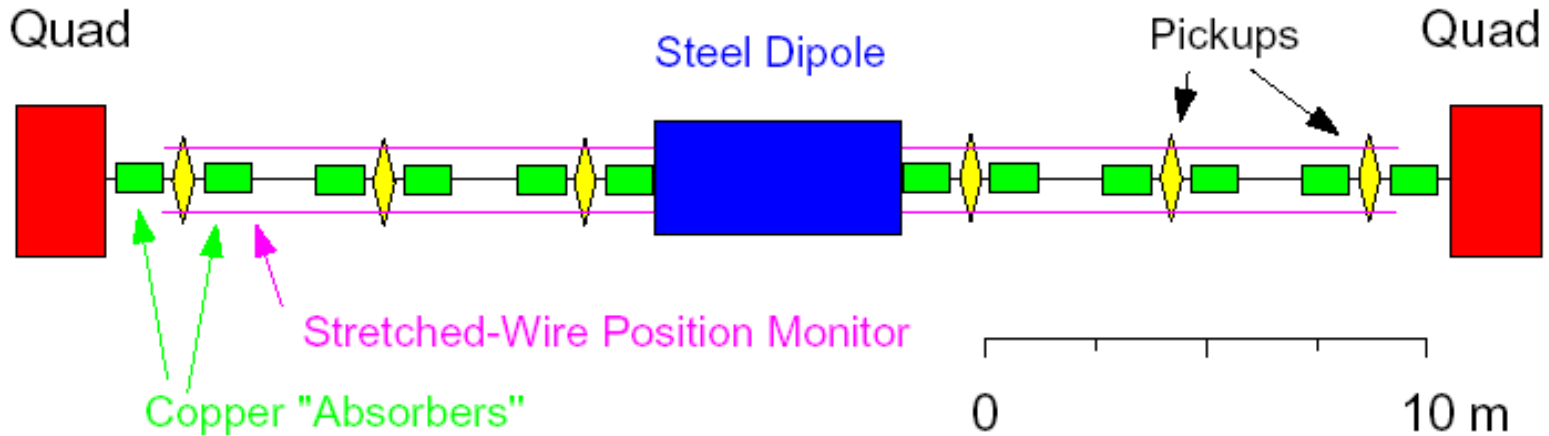 Quad
Steel Dipole
Pickups
Quad
Stretched-Wire Position Monitor
Copper "Absorbers"
0
10 m